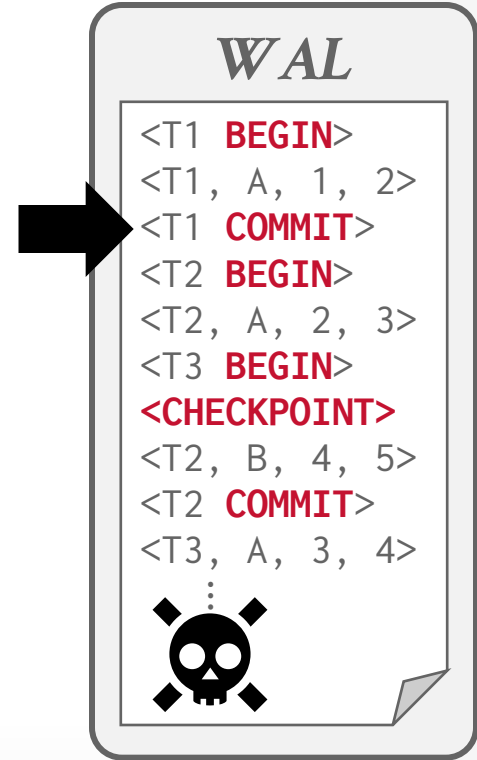 WAL
<T1 BEGIN>
<T1, A, 1, 2>
<T1 COMMIT>
<T2 BEGIN>
<T2, A, 2, 3>
<T3 BEGIN>
<CHECKPOINT>
<T2, B, 4, 5>
<T2 COMMIT>
<T3, A, 3, 4>
⋮